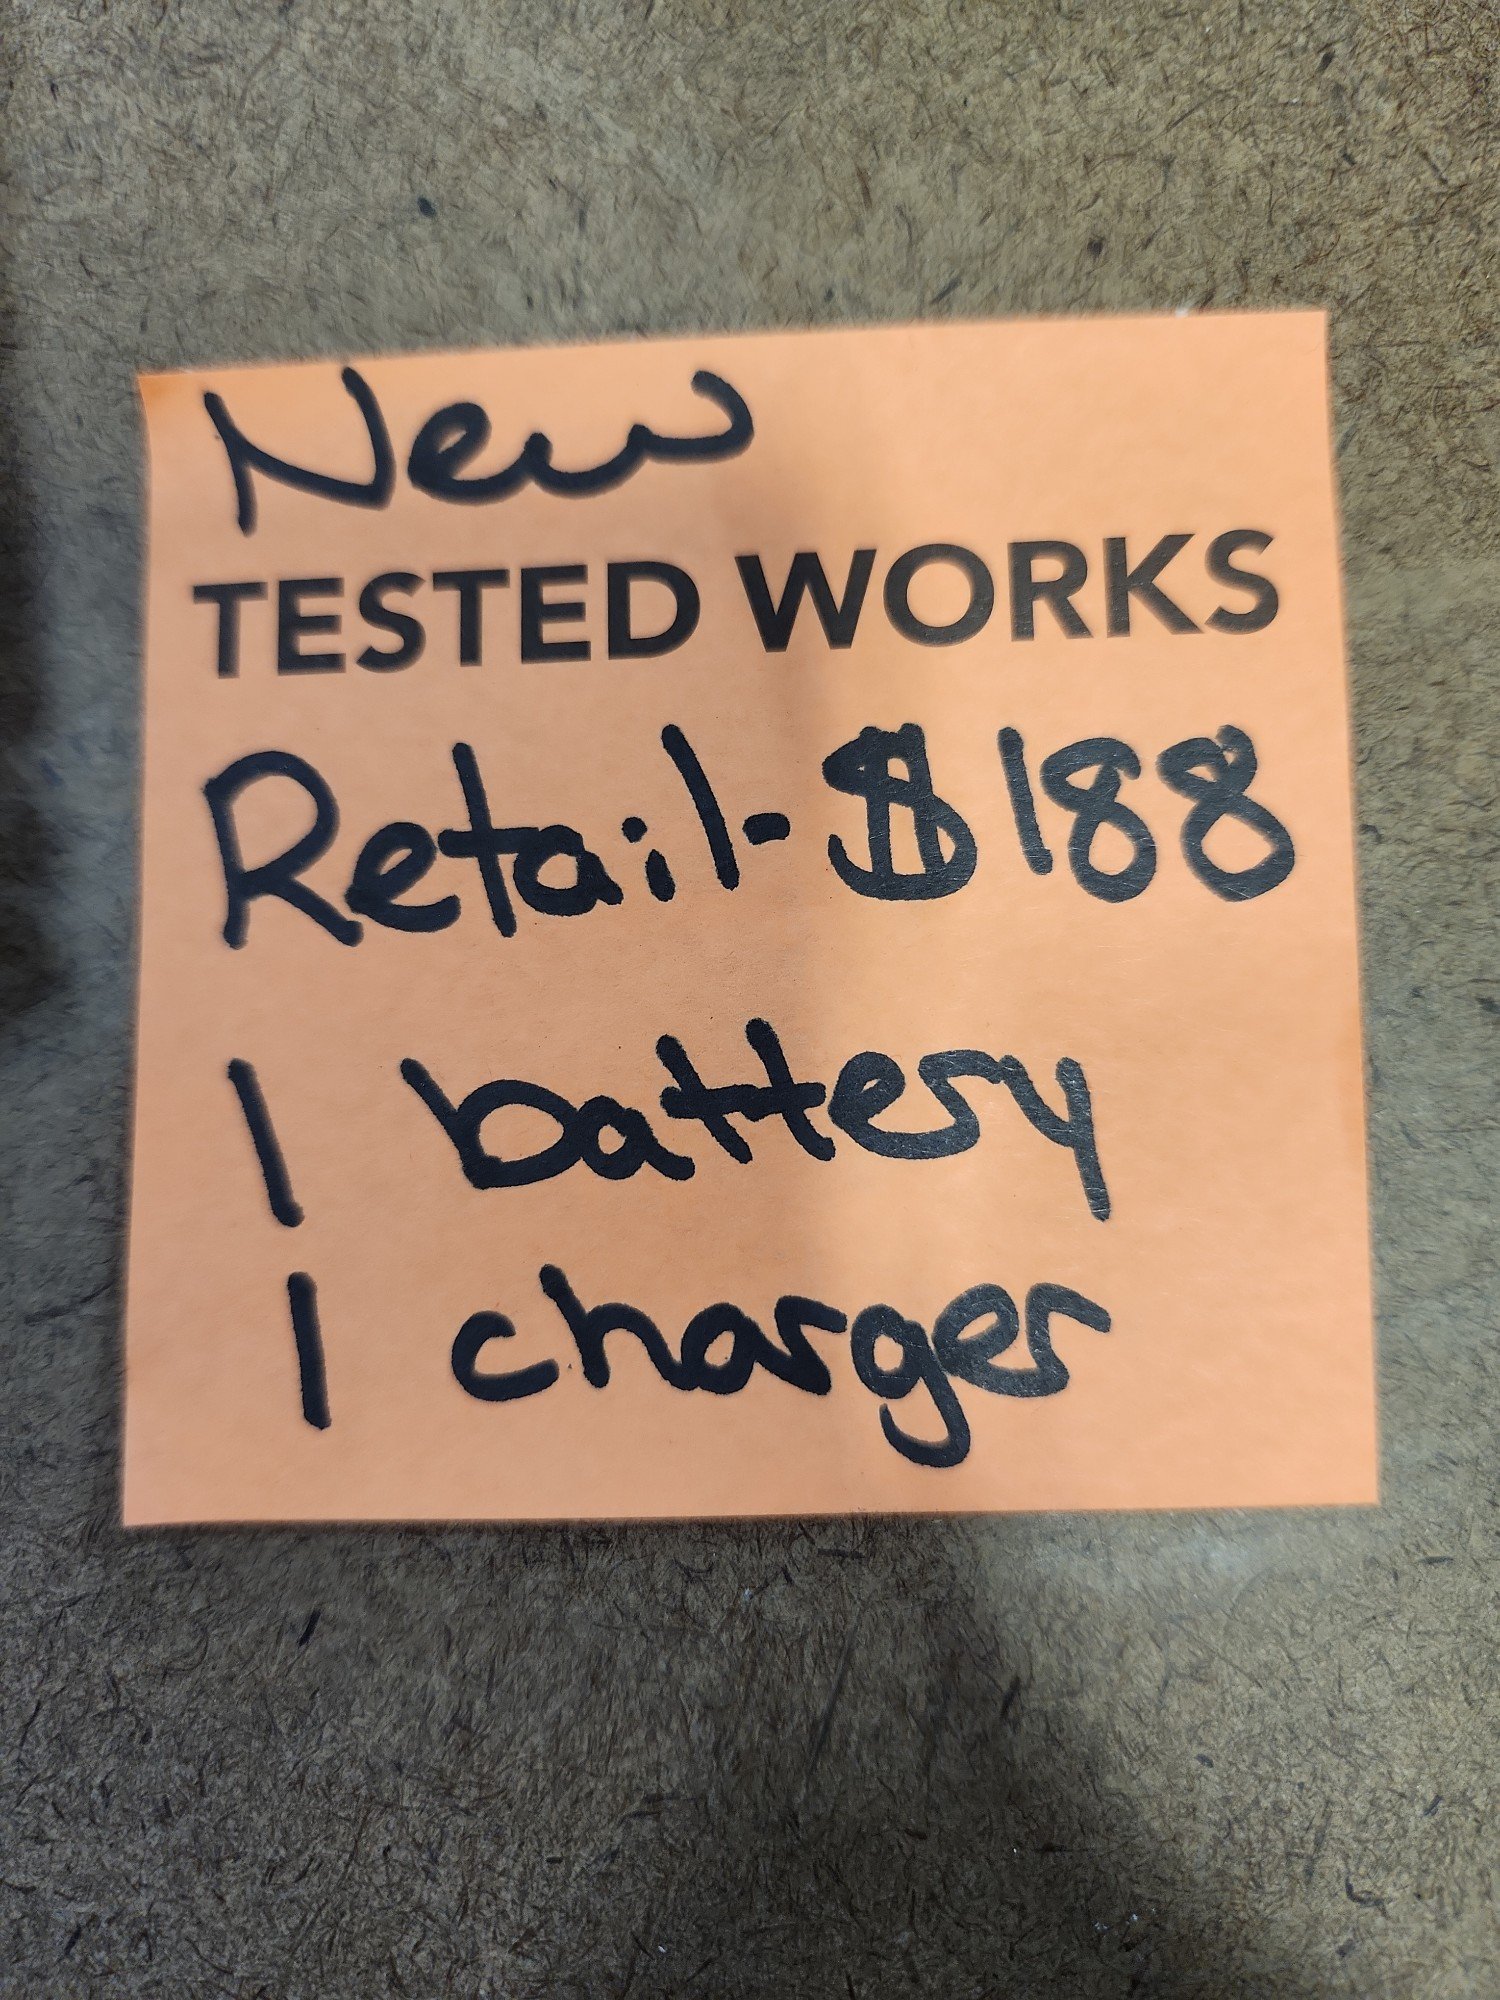 New
TESTED WORKS
Retail-$188
1 battery
1 charger